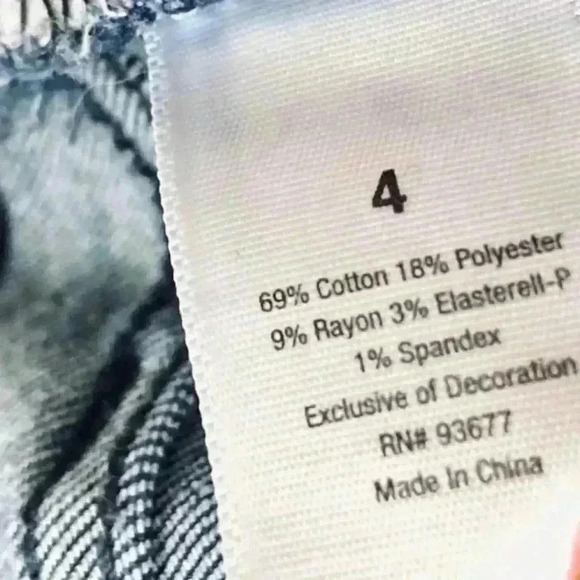 4
69% Cotton 18% Polyester
9% Rayon 3% Elasterell-P
1% Spandex
Exclusive of Decoration
RN# 93677
Made In China